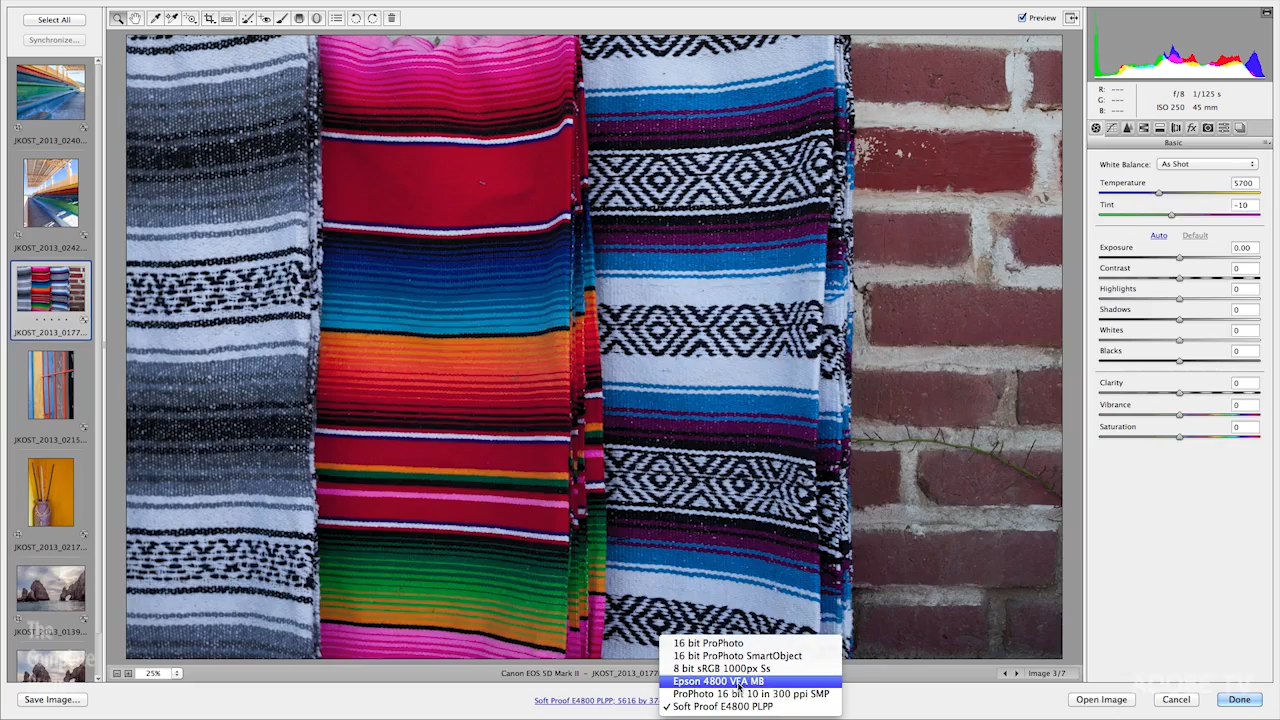 Select All
Synchronize...
Preview
JKOST_2013_0240...
JKOST_2013_0242...
JKOST_2013_0177...
JKOST_2013_0215...
JKOST_2013_0217...
JKOST_2013_0139...
R: ---
G: ---
B: ---
f/8 1/125 s
ISO 250 45 mm
Basic
White Balance: As Shot
Temperature 5700
Tint -10
Auto Default
Exposure 0.00
Contrast 0
Highlights 0
Shadows 0
Whites 0
Blacks 0
Clarity 0
Vibrance 0
Saturation 0
16 bit ProPhoto
16 bit ProPhoto SmartObject
8 bit sRGB 1000px Ss
Epson 4800 VFA MB
ProPhoto 16 bit 10 in 300 ppi SMP
✓ Soft Proof E4800 PLPP
25%
Canon EOS 5D Mark II – JKOST_2013_0177
Image 3/7
Save Image...
Soft Proof E4800 PLPP; 5616 by 37
Open Image
Cancel
Done